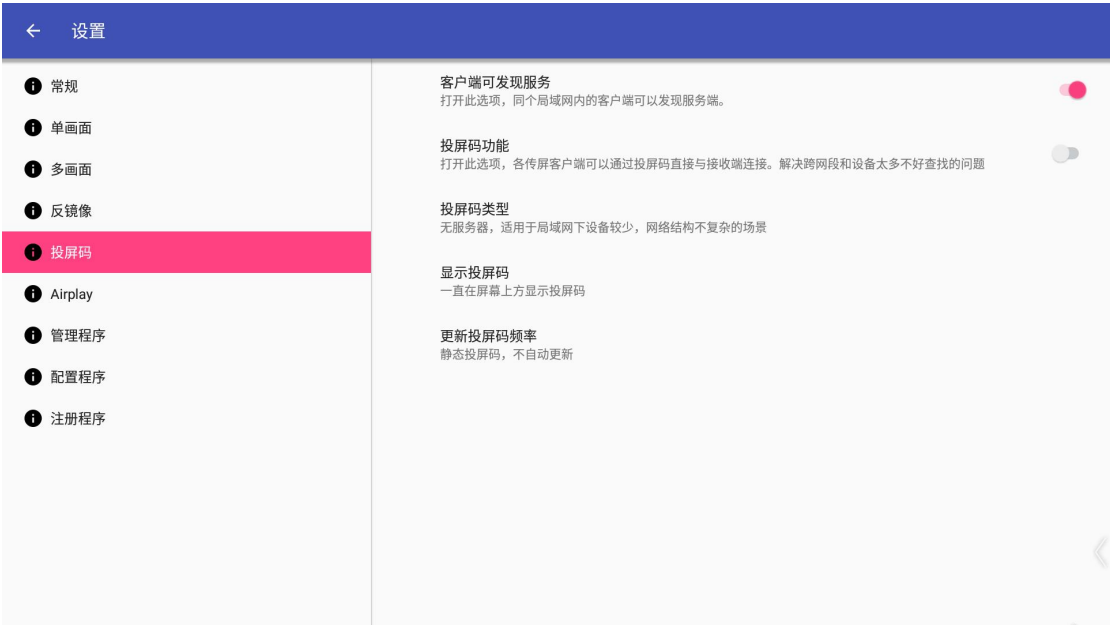 设置
常规
单画面
多画面
反镜像
投屏码
Airplay
管理程序
配置程序
注册程序
客户端可发现服务
打开此选项，同个局域网内的客户端可以发现服务端。
投屏码功能
打开此选项，各传屏客户端可以通过投屏码直接与接收端连接。解决跨网段和设备太多不好查找的问题
投屏码类型
无服务器，适用于局域网下设备较少，网络结构不复杂的场景
显示投屏码
一直在屏幕上方显示投屏码
更新投屏码频率
静态投屏码，不自动更新